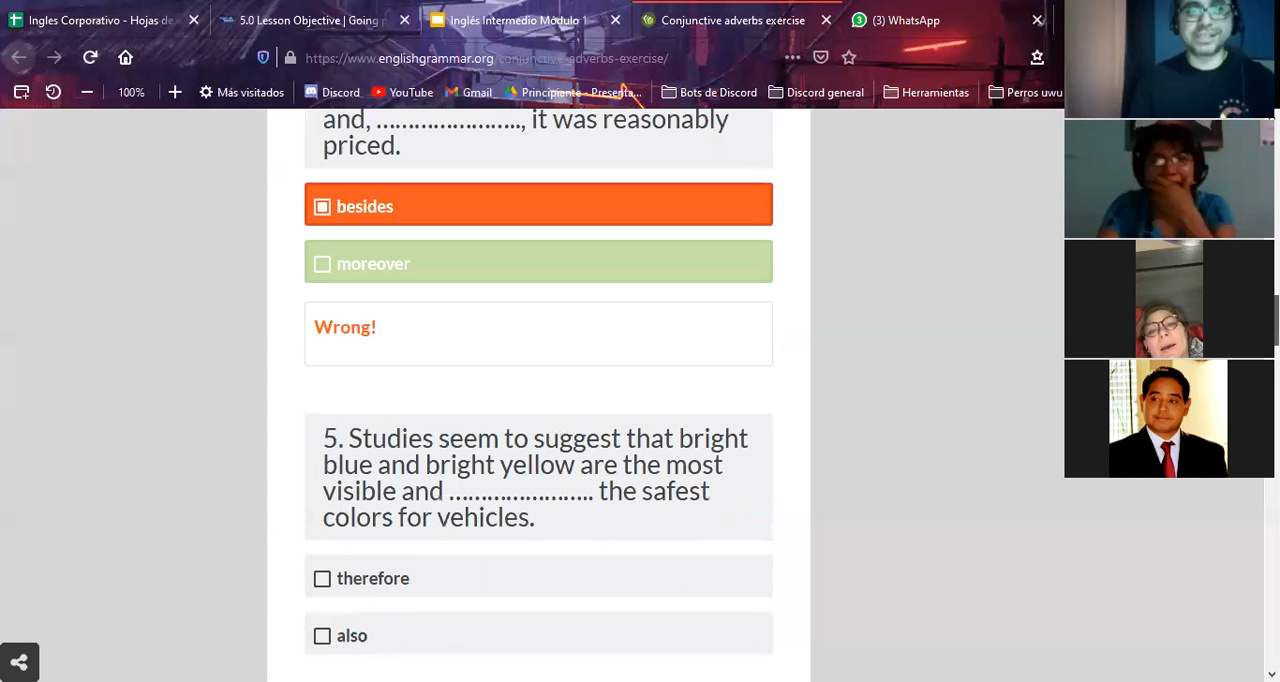 Ingles Corporativo - Hojas de
5.0 Lesson Objective | Going p
Inglés Intermedio Módulo 1
Conjunctive adverbs exercise
3
(3) WhatsApp
https://www.englishgrammar.org/conjunctive-adverbs-exercise/
100%
Más visitados
Discord
YouTube
Gmail
Principiante - Presenta...
Bots de Discord
Discord general
Herramientas
Perros uwu
and, ......................, it was reasonably
priced.
besides
moreover
Wrong!
5. Studies seem to suggest that bright
blue and bright yellow are the most
visible and ....................... the safest
colors for vehicles.
therefore
also